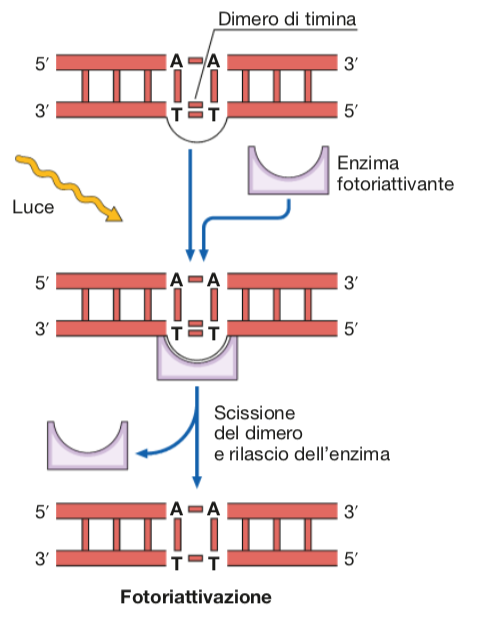 Dimero di timina
5′ A A 3′
3′ T T 5′
Luce
Enzima
fotoriattivante
5′ A A 3′
3′ T T 5′
Scissione
del dimero
e rilascio dell’enzima
5′ A A 3′
3′ T T 5′
Fotoriattivazione